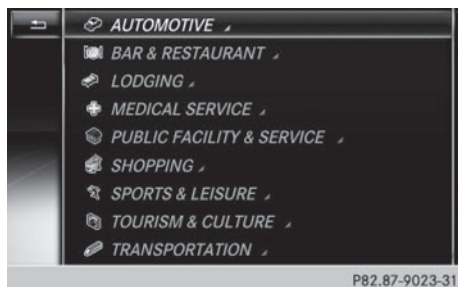 AUTOMOTIVE
BAR & RESTAURANT
LODGING
MEDICAL SERVICE
PUBLIC FACILITY & SERVICE
SHOPPING
SPORTS & LEISURE
TOURISM & CULTURE
TRANSPORTATION
P82.87-9023-31